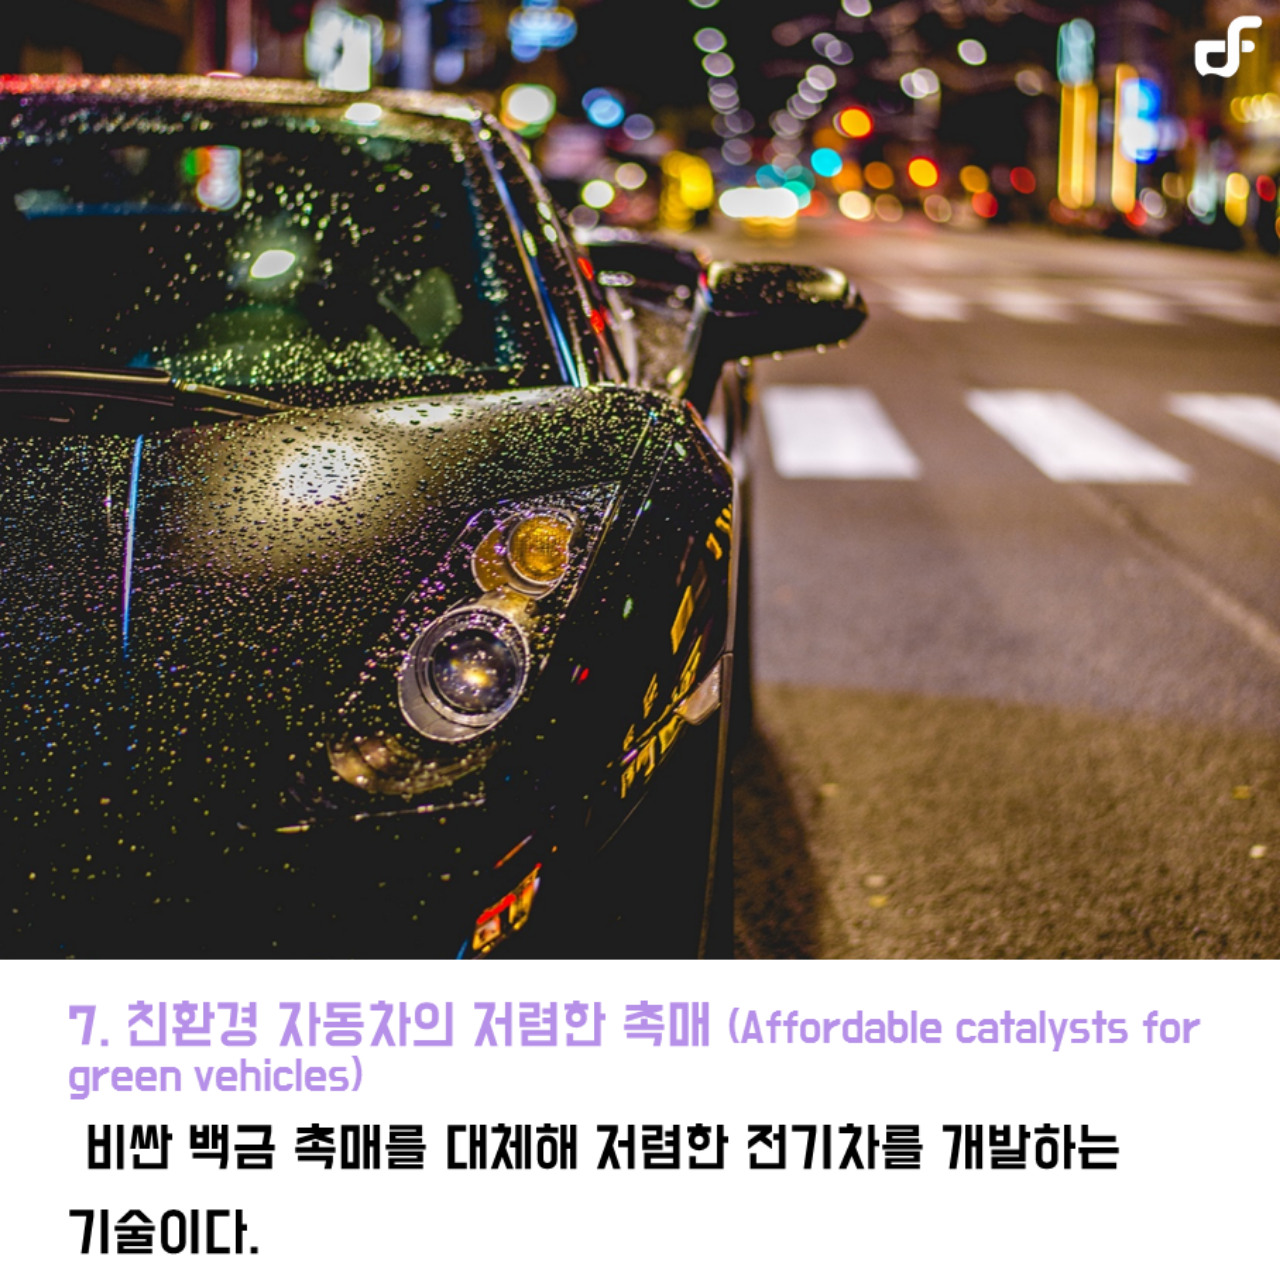 7. 친환경 자동차의 저렴한 촉매 (Affordable catalysts for
green vehicles)
비싼 백금 촉매를 대체해 저렴한 전기차를 개발하는
기술이다.